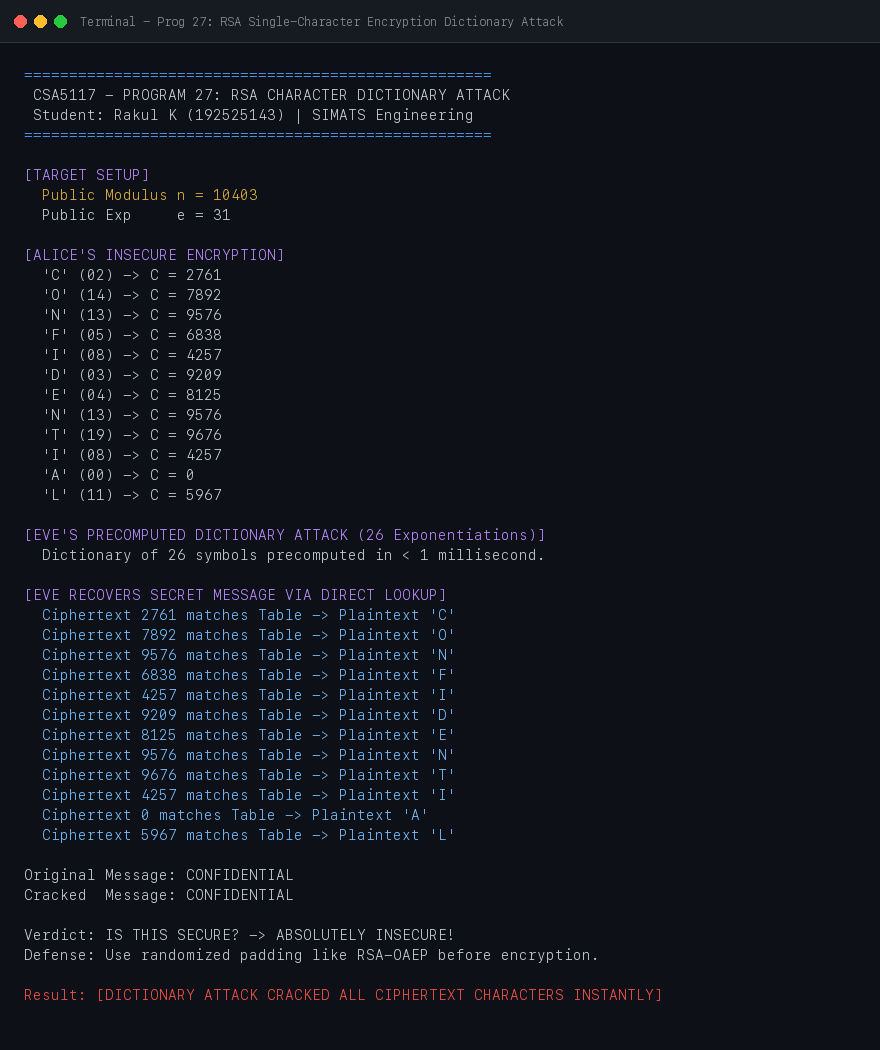 Terminal — Prog 27: RSA Single-Character Encryption Dictionary Attack
====================================================
CSA5117 — PROGRAM 27: RSA CHARACTER DICTIONARY ATTACK
Student: Rakul K (192525143) | SIMATS Engineering
====================================================
[TARGET SETUP]
Public Modulus n = 10403
Public Exp     e = 31
[ALICE'S INSECURE ENCRYPTION]
'C' (02) -> C = 2761
'O' (14) -> C = 7892
'N' (13) -> C = 9576
'F' (05) -> C = 6838
'I' (08) -> C = 4257
'D' (03) -> C = 9209
'E' (04) -> C = 8125
'N' (13) -> C = 9576
'T' (19) -> C = 9676
'I' (08) -> C = 4257
'A' (00) -> C = 0
'L' (11) -> C = 5967
[EVE'S PRECOMPUTED DICTIONARY ATTACK (26 Exponentiations)]
Dictionary of 26 symbols precomputed in < 1 millisecond.
[EVE RECOVERS SECRET MESSAGE VIA DIRECT LOOKUP]
Ciphertext 2761 matches Table -> Plaintext 'C'
Ciphertext 7892 matches Table -> Plaintext 'O'
Ciphertext 9576 matches Table -> Plaintext 'N'
Ciphertext 6838 matches Table -> Plaintext 'F'
Ciphertext 4257 matches Table -> Plaintext 'I'
Ciphertext 9209 matches Table -> Plaintext 'D'
Ciphertext 8125 matches Table -> Plaintext 'E'
Ciphertext 9576 matches Table -> Plaintext 'N'
Ciphertext 9676 matches Table -> Plaintext 'T'
Ciphertext 4257 matches Table -> Plaintext 'I'
Ciphertext 0 matches Table -> Plaintext 'A'
Ciphertext 5967 matches Table -> Plaintext 'L'
Original Message: CONFIDENTIAL
Cracked  Message: CONFIDENTIAL
Verdict: IS THIS SECURE? -> ABSOLUTELY INSECURE!
Defense: Use randomized padding like RSA-OAEP before encryption.
Result: [DICTIONARY ATTACK CRACKED ALL CIPHERTEXT CHARACTERS INSTANTLY]